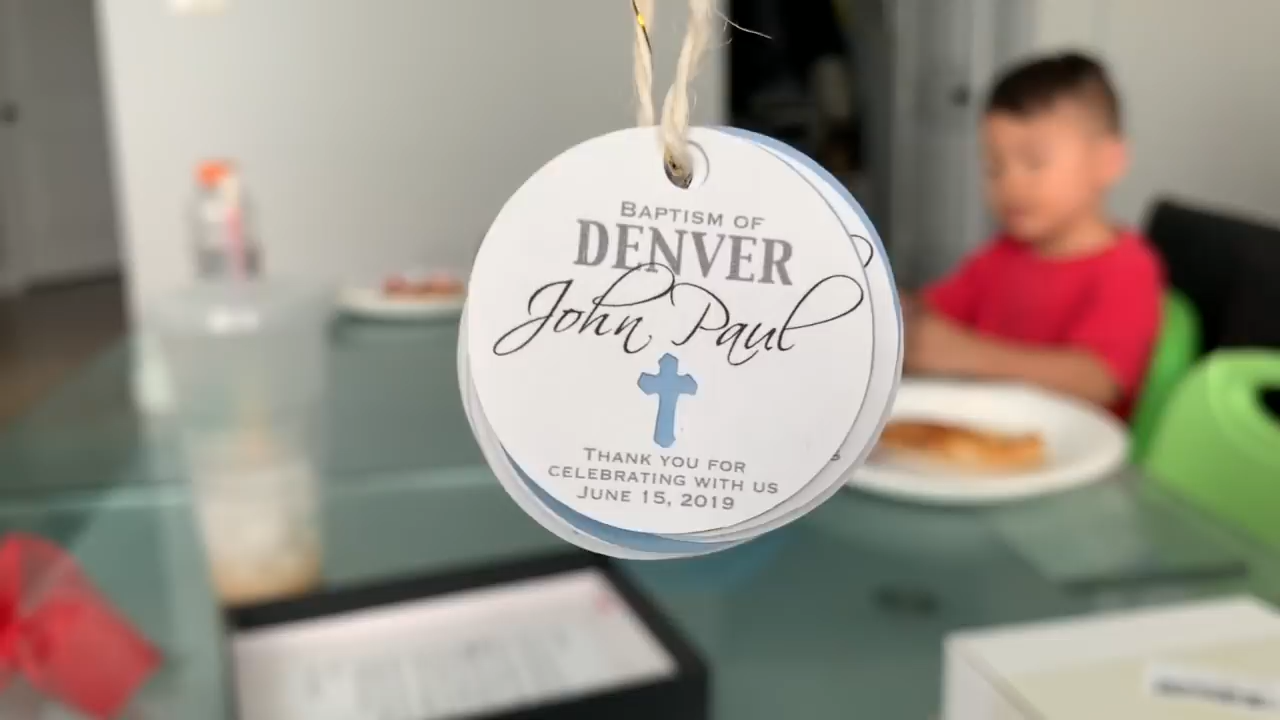 Baptism of
DENVER
John Paul
Thank you for
celebrating with us
June 15, 2019